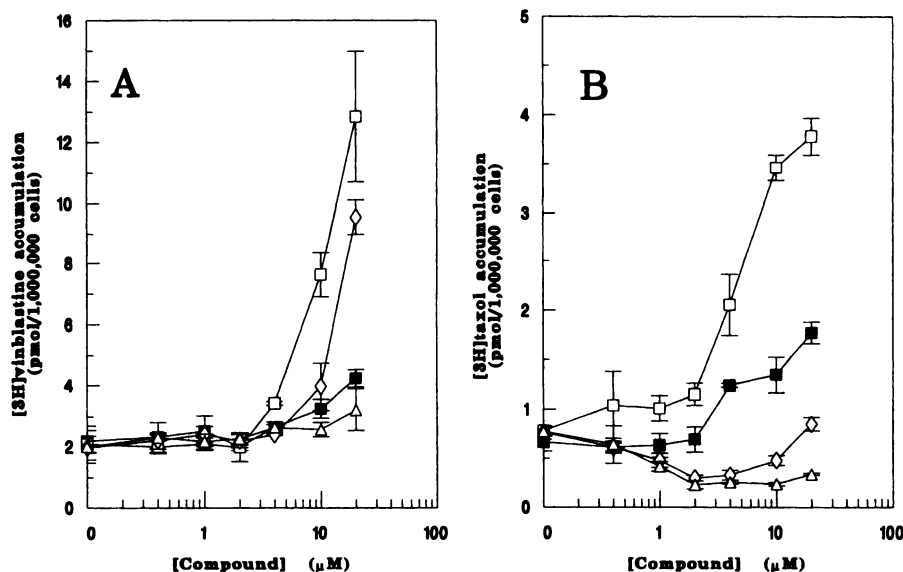 A
16
14
12
10
8
6
4
2
0
[3H]vinblastine accumulation
(pmol/1,000,000 cells)
0
1
10
100
[Compound] (μM)
B
5
4
3
2
1
0
[3H]taxol accumulation
(pmol/1,000,000 cells)
0
1
10
100
[Compound] (μM)